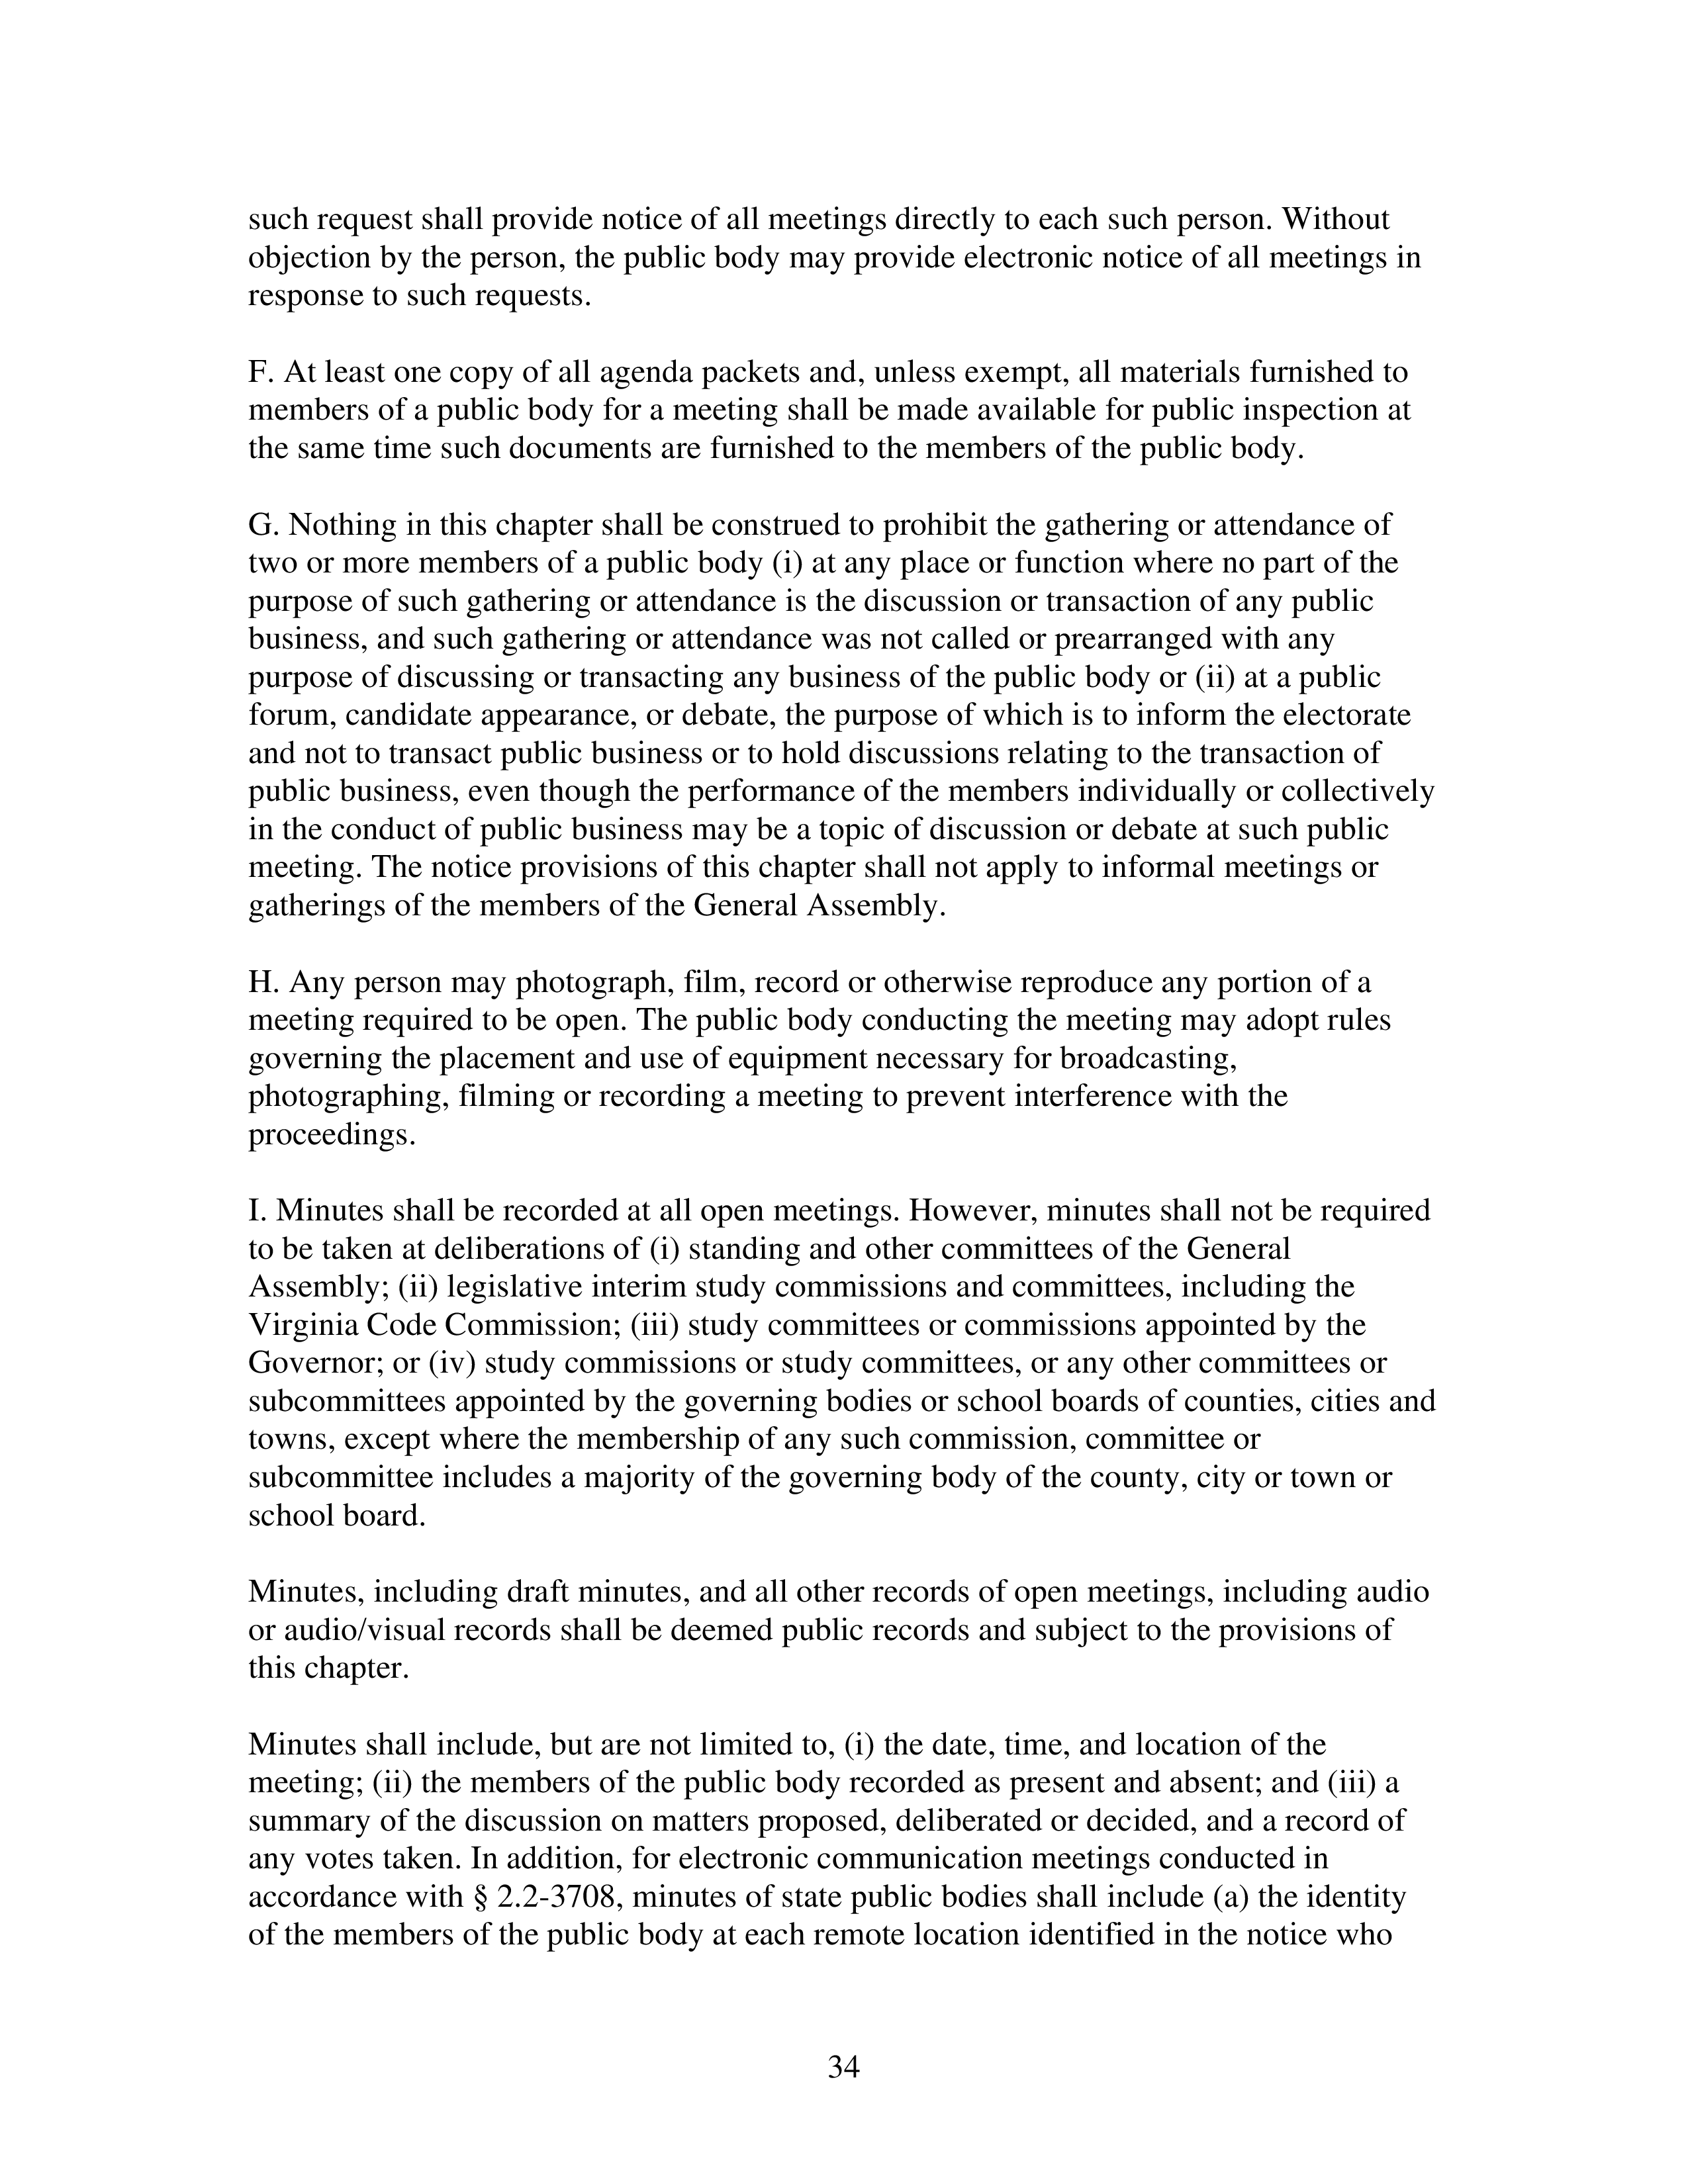 such request shall provide notice of all meetings directly to each such person. Without
objection by the person, the public body may provide electronic notice of all meetings in
response to such requests.
F. At least one copy of all agenda packets and, unless exempt, all materials furnished to
members of a public body for a meeting shall be made available for public inspection at
the same time such documents are furnished to the members of the public body.
G. Nothing in this chapter shall be construed to prohibit the gathering or attendance of
two or more members of a public body (i) at any place or function where no part of the
purpose of such gathering or attendance is the discussion or transaction of any public
business, and such gathering or attendance was not called or prearranged with any
purpose of discussing or transacting any business of the public body or (ii) at a public
forum, candidate appearance, or debate, the purpose of which is to inform the electorate
and not to transact public business or to hold discussions relating to the transaction of
public business, even though the performance of the members individually or collectively
in the conduct of public business may be a topic of discussion or debate at such public
meeting. The notice provisions of this chapter shall not apply to informal meetings or
gatherings of the members of the General Assembly.
H. Any person may photograph, film, record or otherwise reproduce any portion of a
meeting required to be open. The public body conducting the meeting may adopt rules
governing the placement and use of equipment necessary for broadcasting,
photographing, filming or recording a meeting to prevent interference with the
proceedings.
I. Minutes shall be recorded at all open meetings. However, minutes shall not be required
to be taken at deliberations of (i) standing and other committees of the General
Assembly; (ii) legislative interim study commissions and committees, including the
Virginia Code Commission; (iii) study committees or commissions appointed by the
Governor; or (iv) study commissions or study committees, or any other committees or
subcommittees appointed by the governing bodies or school boards of counties, cities and
towns, except where the membership of any such commission, committee or
subcommittee includes a majority of the governing body of the county, city or town or
school board.
Minutes, including draft minutes, and all other records of open meetings, including audio
or audio/visual records shall be deemed public records and subject to the provisions of
this chapter.
Minutes shall include, but are not limited to, (i) the date, time, and location of the
meeting; (ii) the members of the public body recorded as present and absent; and (iii) a
summary of the discussion on matters proposed, deliberated or decided, and a record of
any votes taken. In addition, for electronic communication meetings conducted in
accordance with § 2.2-3708, minutes of state public bodies shall include (a) the identity
of the members of the public body at each remote location identified in the notice who
34